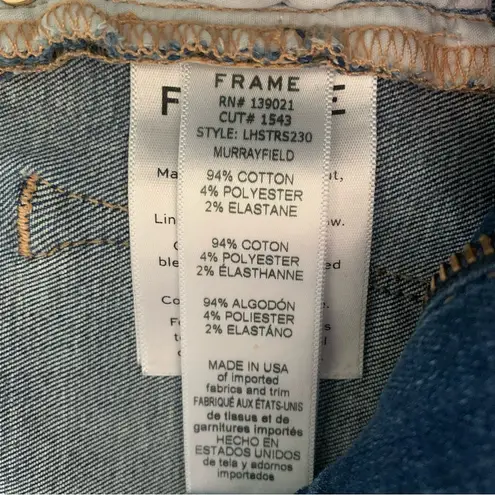 FRAME
RN# 139021
CUT# 1543
STYLE: LHSTRS230
MURRAYFIELD
94% COTTON
4% POLYESTER
2% ELASTANE
94% COTON
4% POLYESTER
2% ÉLASTHANNE
94% ALGODÓN
4% POLIESTER
2% ELASTÁNO
MADE IN USA
of imported
fabrics and trim
FABRIQUÉ AUX ÉTATS-UNIS
de tissus et de
garnitures importés
HECHO EN
ESTADOS UNIDOS
de tela y adornos
importados